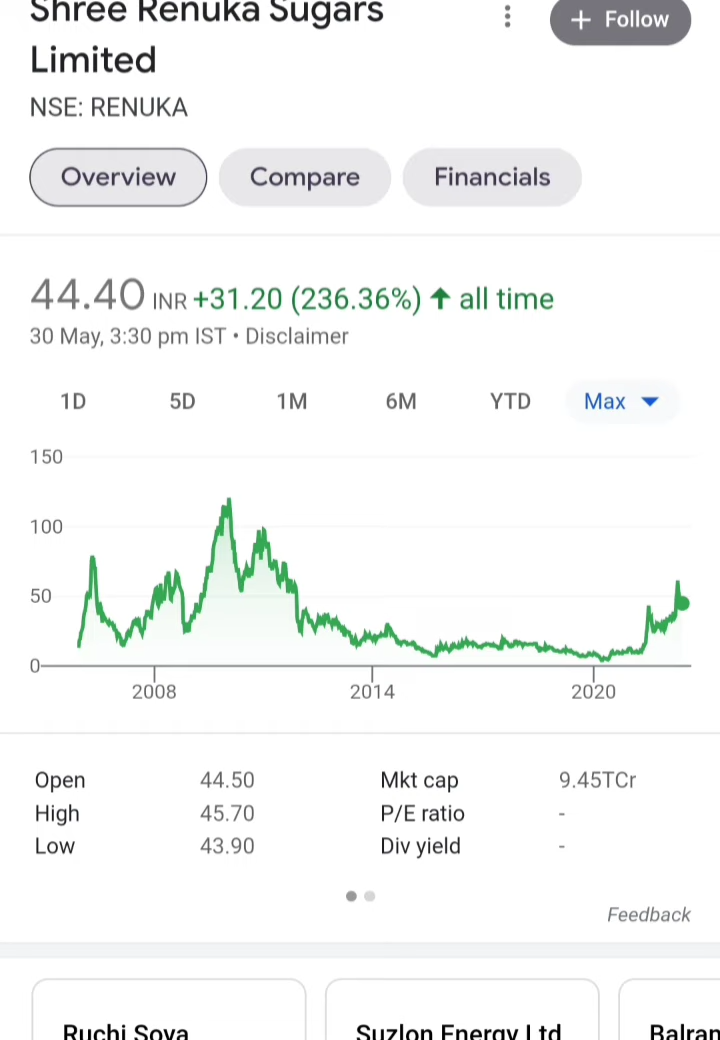 Shree Renuka Sugars
Limited
+ Follow
NSE: RENUKA
Overview
Compare
Financials
44.40 INR +31.20 (236.36%) ↑ all time
30 May, 3:30 pm IST • Disclaimer
1D 5D 1M 6M YTD Max
150
100
50
0
2008 2014 2020
Open 44.50 Mkt cap 9.45TCr
High 45.70 P/E ratio -
Low 43.90 Div yield -
Feedback
Ruchi Soya
Suzlon Energy Ltd
Balram